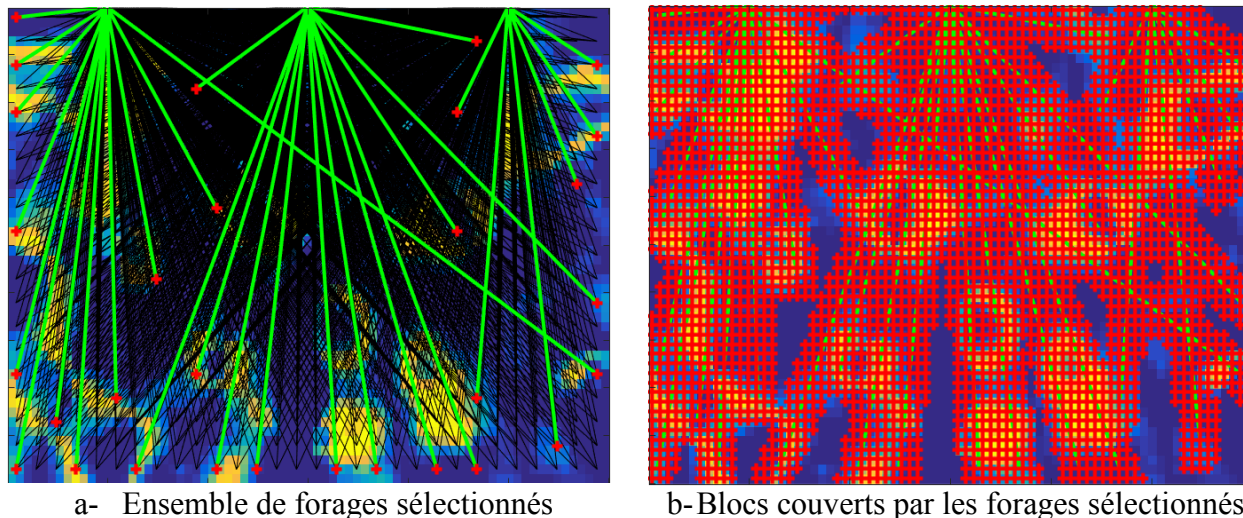 a- Ensemble de forages sélectionnés
b- Blocs couverts par les forages sélectionnés